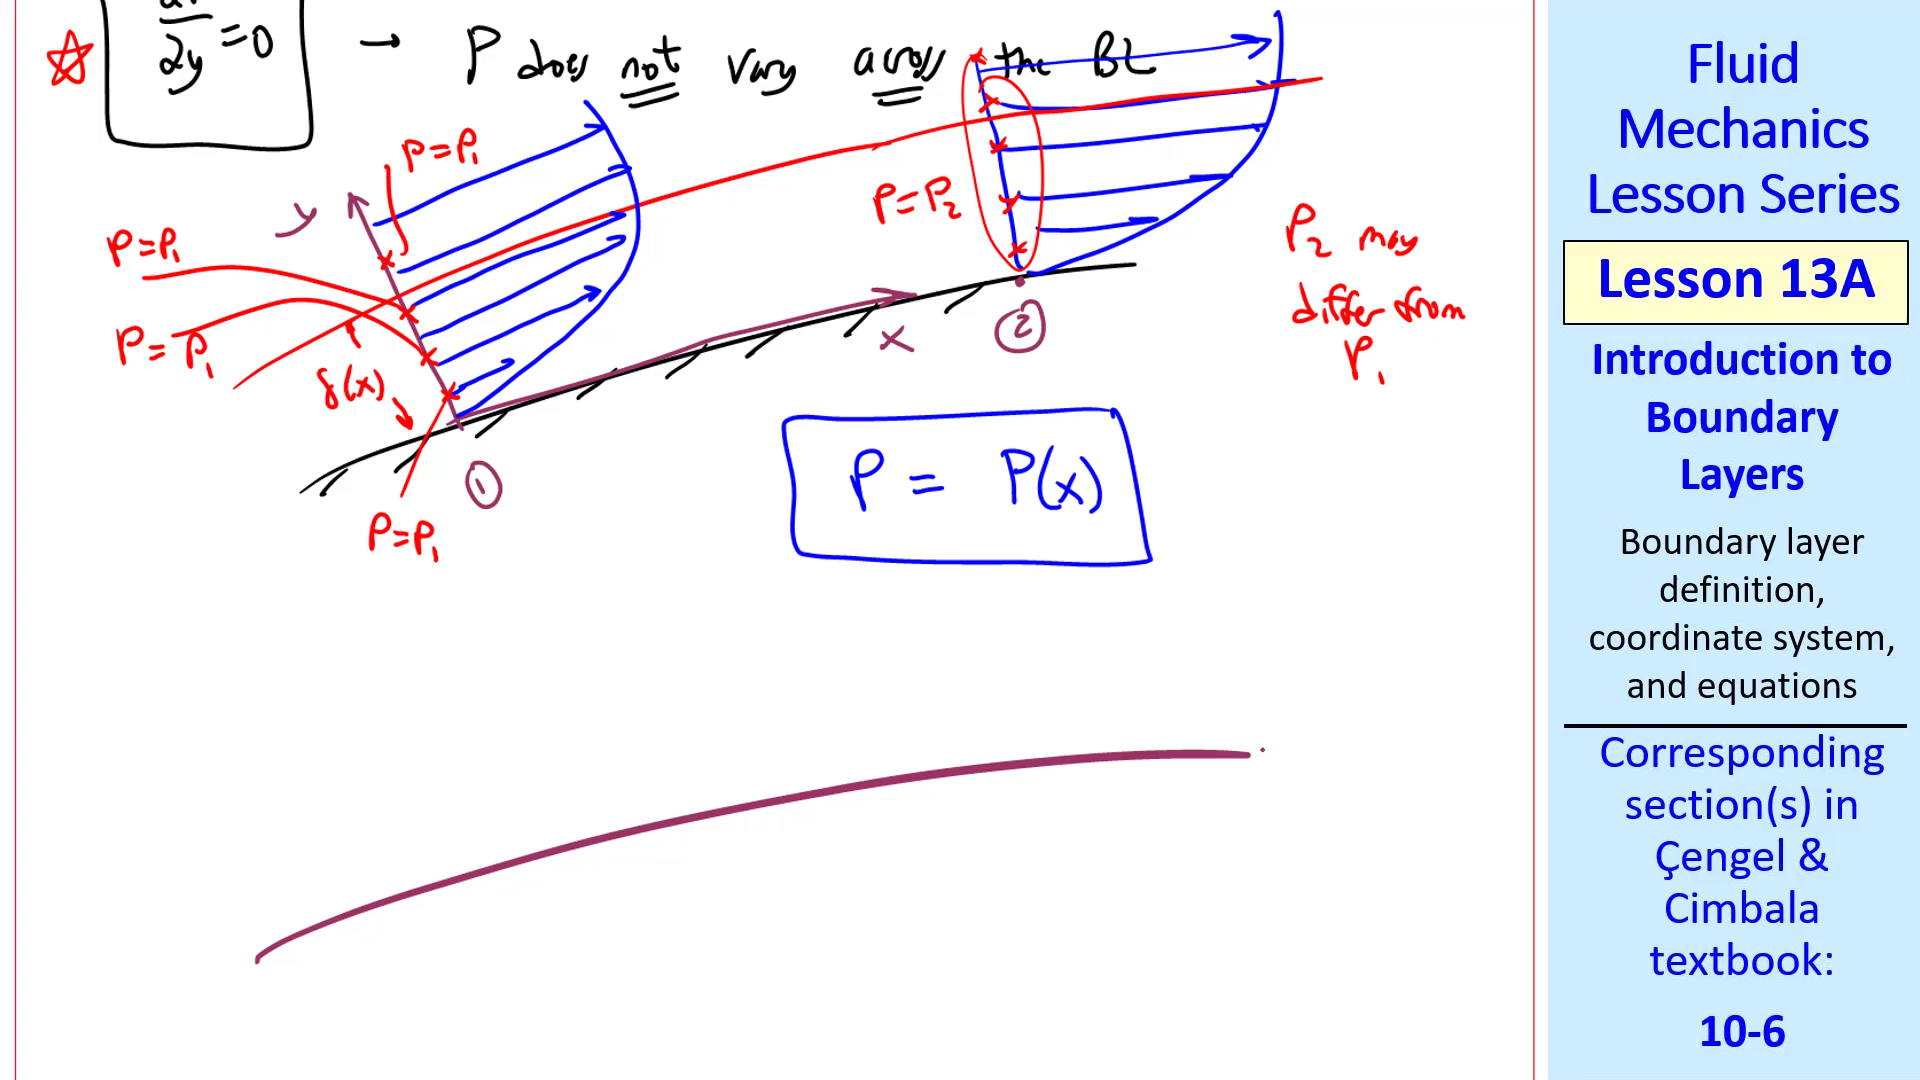 ∂y =0 → P does not vary across the BL
P=P₁
y
P=P₁
P=P₂
P₂ may
differ from
P₁
P=P₁
δ(x)
x
②
①
P=P₁
P = P(x)
Fluid
Mechanics
Lesson Series
Lesson 13A
Introduction to
Boundary
Layers
Boundary layer
definition,
coordinate system,
and equations
Corresponding
section(s) in
Çengel &
Cimbala
textbook:
10-6